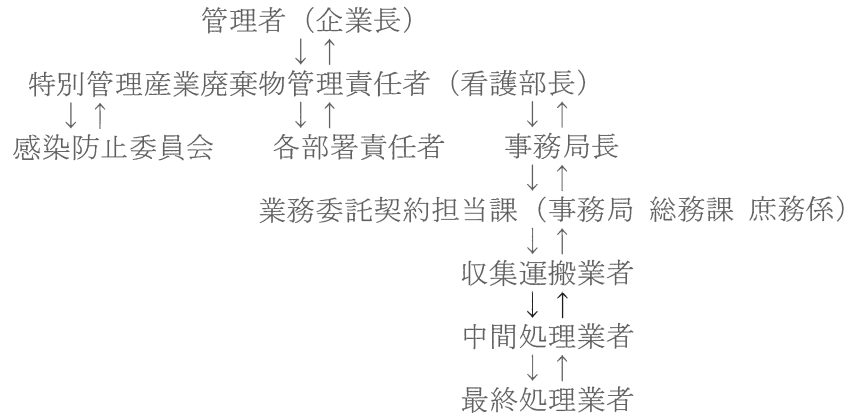 管理者（企業長）
↓↑
特別管理産業廃棄物管理責任者（看護部長）
↓↑ ↓↑ ↓↑
感染防止委員会 各部署責任者 事務局長
↓↑
業務委託契約担当課（事務局 総務課 庶務係）
↓↑
収集運搬業者
↓↑
中間処理業者
↓↑
最終処理業者